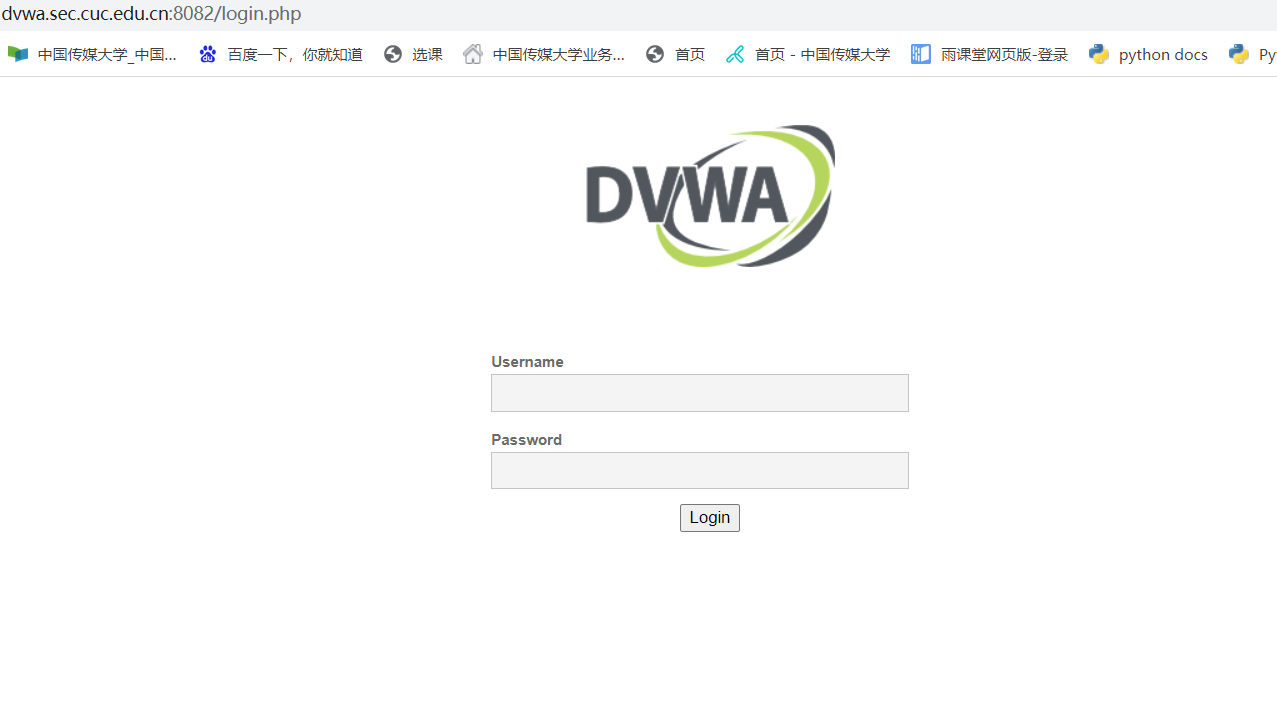 dvwa.sec.cuc.edu.cn:8082/login.php
中国传媒大学_中国... 百度一下，你就知道 选课 中国传媒大学业务... 首页 首页 - 中国传媒大学 雨课堂网页版-登录 python docs Py
DVWA
Username
Password
Login